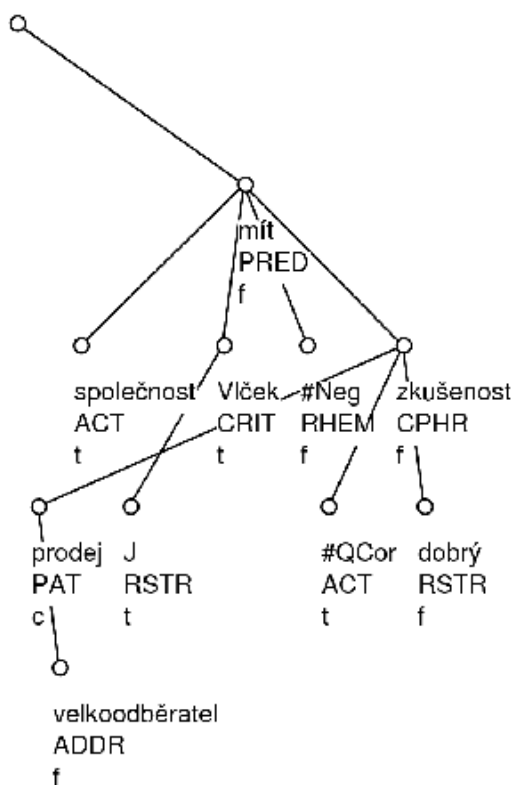 mít
PRED
f
společnost Vlček #Neg zkušenost
ACT CRIT RHEM CPHR
t t f f
prodej J #QCor dobrý
PAT RSTR ACT RSTR
c t t f
velkoodběratel
ADDR
f